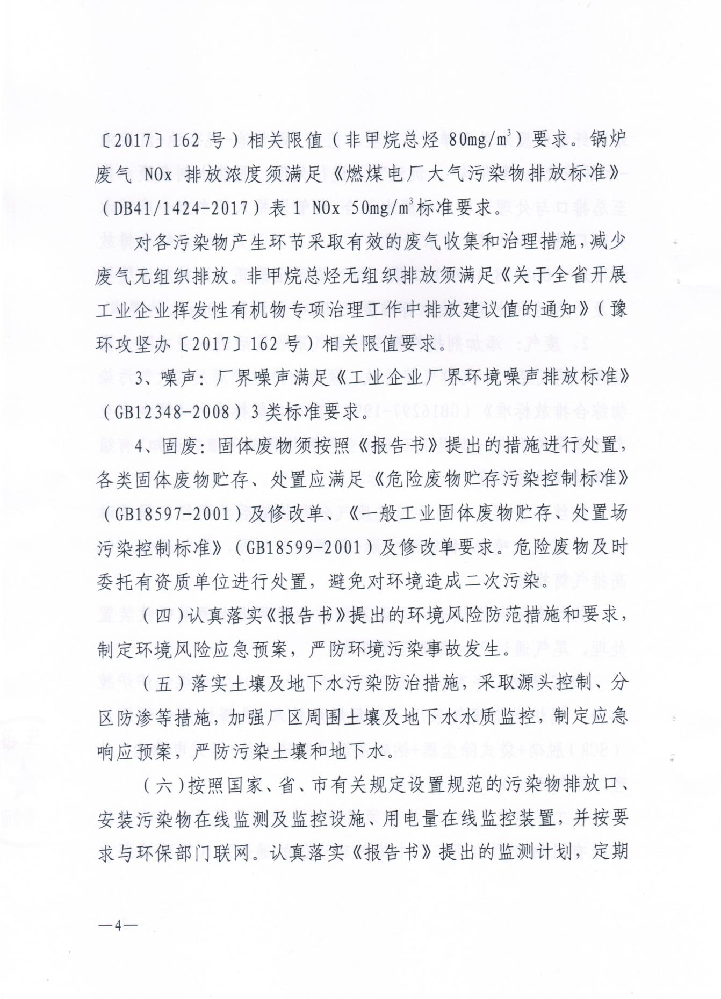 〔2017〕162 号）相关限值（非甲烷总烃 80mg/m³）要求。锅炉
废气 NOx 排放浓度须满足《燃煤电厂大气污染物排放标准》
（DB41/1424-2017）表 1 NOx 50mg/m³标准要求。
对各污染物产生环节采取有效的废气收集和治理措施，减少
废气无组织排放。非甲烷总烃无组织排放须满足《关于全省开展
工业企业挥发性有机物专项治理工作中排放建议值的通知》（豫
环攻坚办〔2017〕162 号）相关限值要求。
3、噪声：厂界噪声满足《工业企业厂界环境噪声排放标准》
（GB12348-2008）3 类标准要求。
4、固废：固体废物须按照《报告书》提出的措施进行处置，
各类固体废物贮存、处置应满足《危险废物贮存污染控制标准》
（GB18597-2001）及修改单、《一般工业固体废物贮存、处置场
污染控制标准》（GB18599-2001）及修改单要求。危险废物及时
委托有资质单位进行处置，避免对环境造成二次污染。
（四）认真落实《报告书》提出的环境风险防范措施和要求，
制定环境风险应急预案，严防环境污染事故发生。
（五）落实土壤及地下水污染防治措施，采取源头控制、分
区防渗等措施，加强厂区周围土壤及地下水水质监控，制定应急
响应预案，严防污染土壤和地下水。
（六）按照国家、省、市有关规定设置规范的污染物排放口、
安装污染物在线监测及监控设施、用电量在线监控装置，并按要
求与环保部门联网。认真落实《报告书》提出的监测计划，定期
—4—